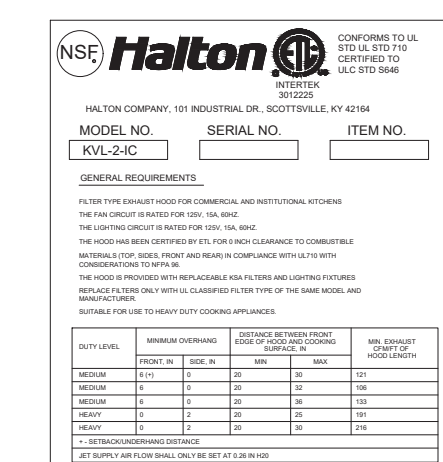 NSF
Halton
ETL
INTERTEK
3012225
CONFORMS TO UL
STD UL STD 710
CERTIFIED TO
ULC STD S646
HALTON COMPANY, 101 INDUSTRIAL DR., SCOTTSVILLE, KY 42164
MODEL NO. SERIAL NO. ITEM NO.
KVL-2-IC
GENERAL REQUIREMENTS
FILTER TYPE EXHAUST HOOD FOR COMMERCIAL AND INSTITUTIONAL KITCHENS
THE FAN CIRCUIT IS RATED FOR 125V, 15A, 60HZ.
THE LIGHTING CIRCUIT IS RATED FOR 125V, 15A, 60HZ.
THE HOOD HAS BEEN CERTIFIED BY ETL FOR 0 INCH CLEARANCE TO COMBUSTIBLE
MATERIALS (TOP, SIDES, FRONT AND REAR) IN COMPLIANCE WITH UL710 WITH
CONSIDERATIONS TO NFPA 96.
THE HOOD IS PROVIDED WITH REPLACEABLE KSA FILTERS AND LIGHTING FIXTURES
REPLACE FILTERS ONLY WITH UL CLASSIFIED FILTER TYPE OF THE SAME MODEL AND
MANUFACTURER.
SUITABLE FOR USE TO HEAVY DUTY COOKING APPLIANCES.
DUTY LEVEL
MINIMUM OVERHANG
DISTANCE BETWEEN FRONT
EDGE OF HOOD AND COOKING
SURFACE, IN
MIN. EXHAUST
CFM/FT OF
HOOD LENGTH
FRONT, IN SIDE, IN MIN MAX
MEDIUM 6 (+) 0 20 30 121
MEDIUM 6 0 20 32 106
MEDIUM 6 0 20 36 133
HEAVY 0 2 20 25 191
HEAVY 0 2 20 30 216
+ - SETBACK/UNDERHANG DISTANCE
JET SUPPLY AIR FLOW SHALL ONLY BE SET AT 0.26 IN H20